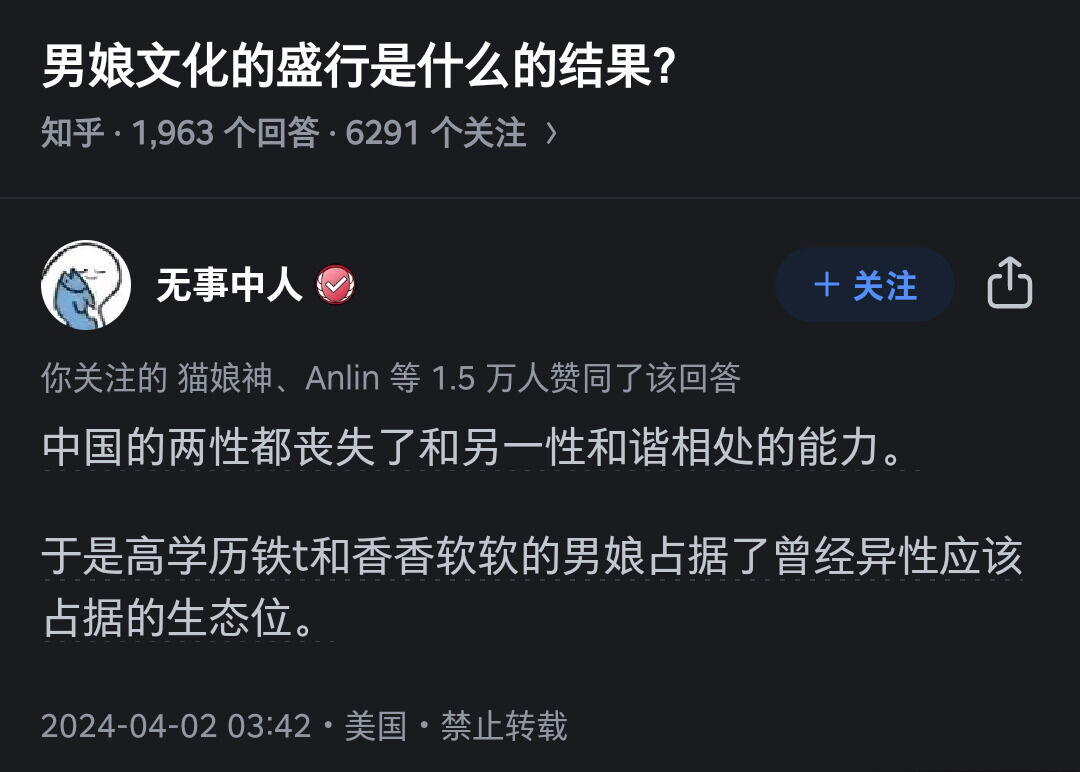 男娘文化的盛行是什么的结果?
知乎 · 1,963 个回答 · 6291 个关注 >
无事中人
+ 关注
你关注的 猫娘神、Anlin 等 1.5 万人赞同了该回答
中国的两性都丧失了和另一性和谐相处的能力。
于是高学历铁t和香香软软的男娘占据了曾经异性应该
占据的生态位。
2024-04-02 03:42 · 美国 · 禁止转载